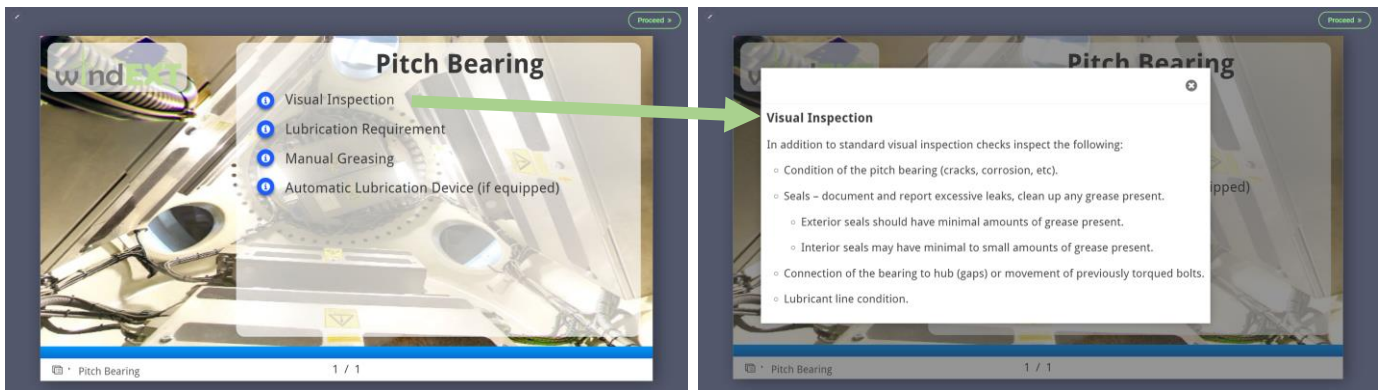 Proceed >
windEXT
Pitch Bearing
Visual Inspection
Lubrication Requirement
Manual Greasing
Automatic Lubrication Device (if equipped)
Pitch Bearing
1 / 1
Proceed >
Pitch Bearing
Visual Inspection
In addition to standard visual inspection checks inspect the following:
Condition of the pitch bearing (cracks, corrosion, etc).
Seals – document and report excessive leaks, clean up any grease present.
Exterior seals should have minimal amounts of grease present.
Interior seals may have minimal to small amounts of grease present.
Connection of the bearing to hub (gaps) or movement of previously torqued bolts.
Lubricant line condition.
ipped)
Pitch Bearing
1 / 1